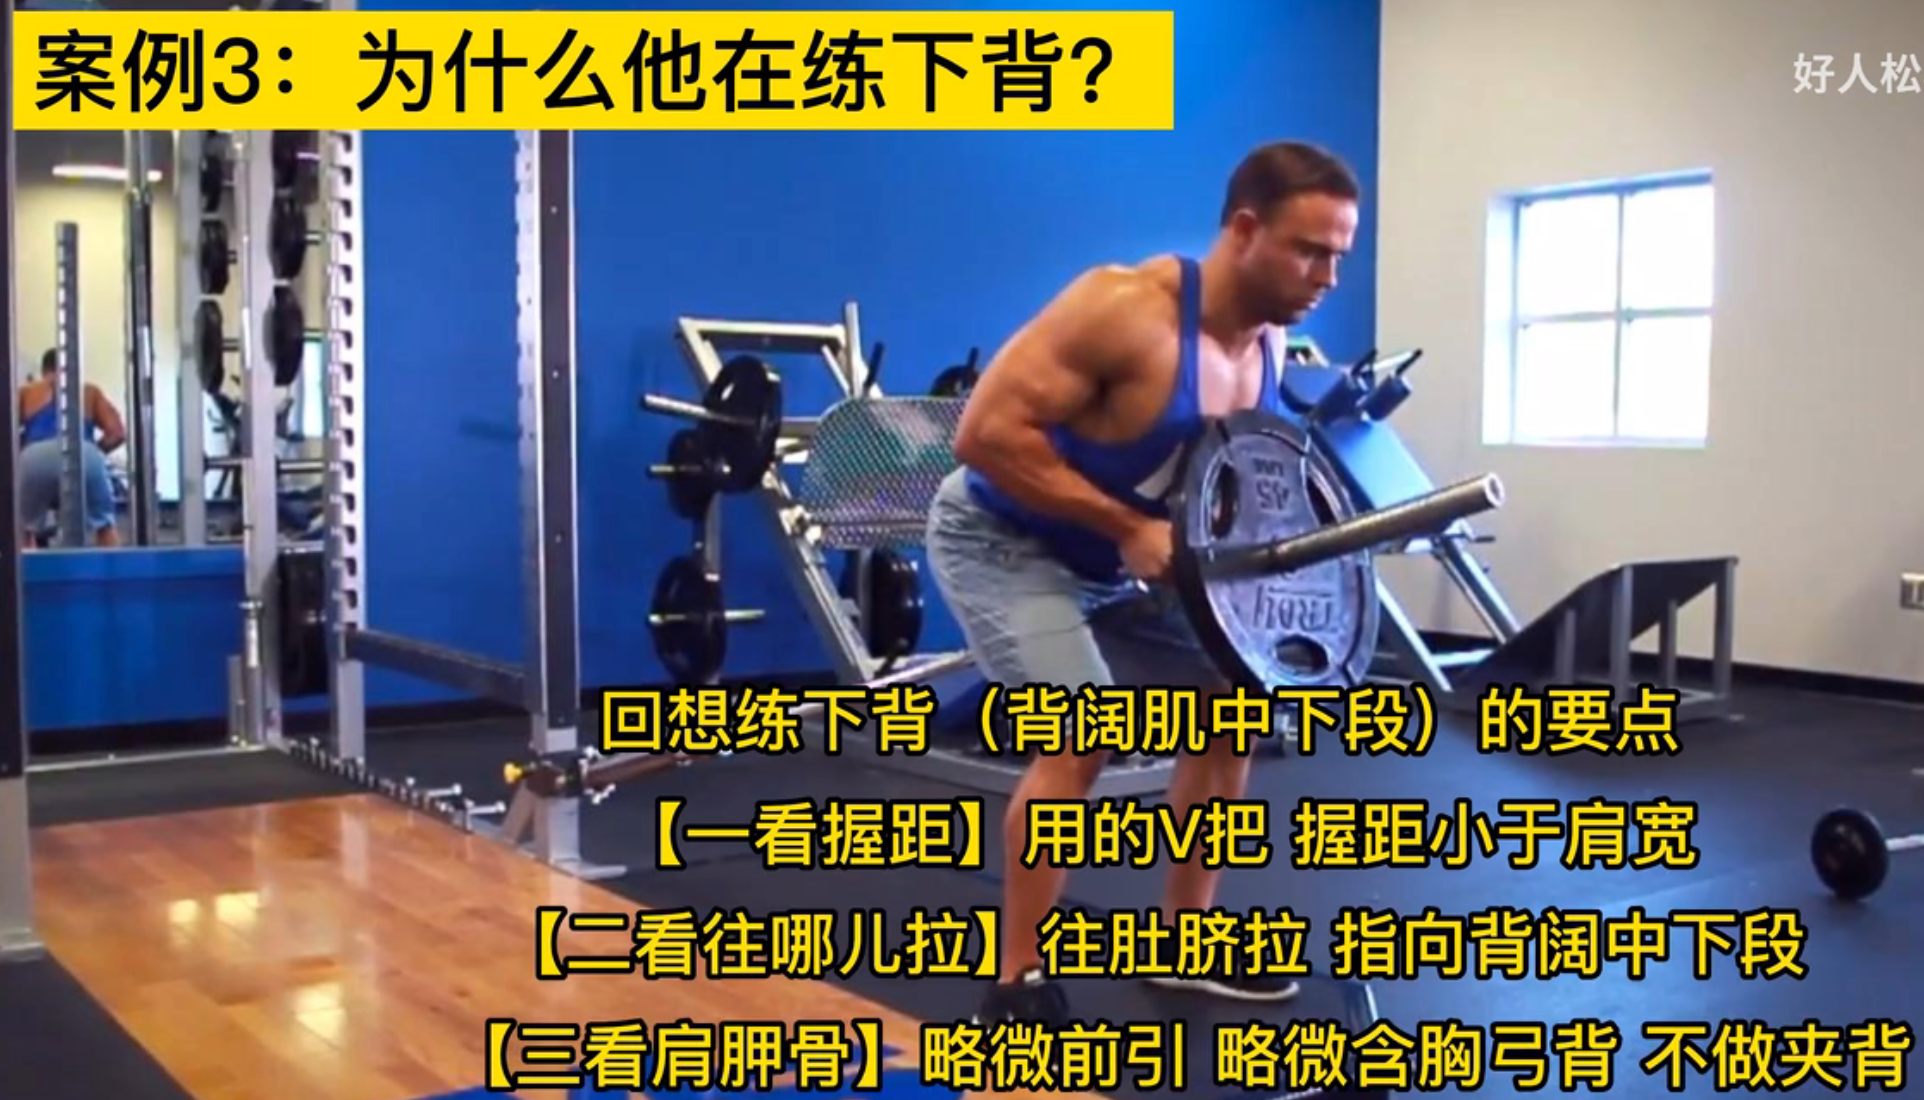 案例3：为什么他在练下背？
好人松
45
回想练下背（背阔肌中下段）的要点
【一看握距】用的V把 握距小于肩宽
【二看往哪儿拉】往肚脐拉 指向背阔中下段
【三看肩胛骨】略微前引 略微含胸弓背 不做夹背